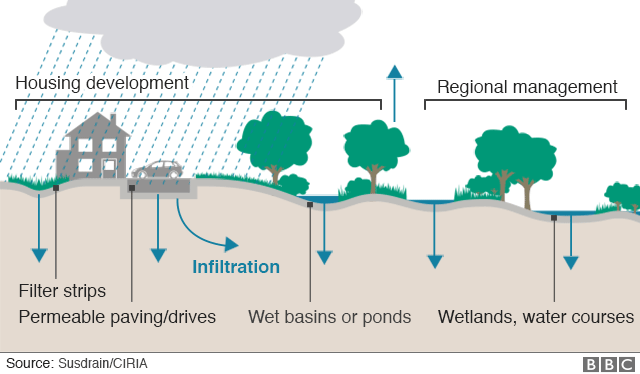 Housing development
Regional management
Infiltration
Filter strips
Permeable paving/drives
Wet basins or ponds
Wetlands, water courses
Source: Susdrain/CIRIA
BBC